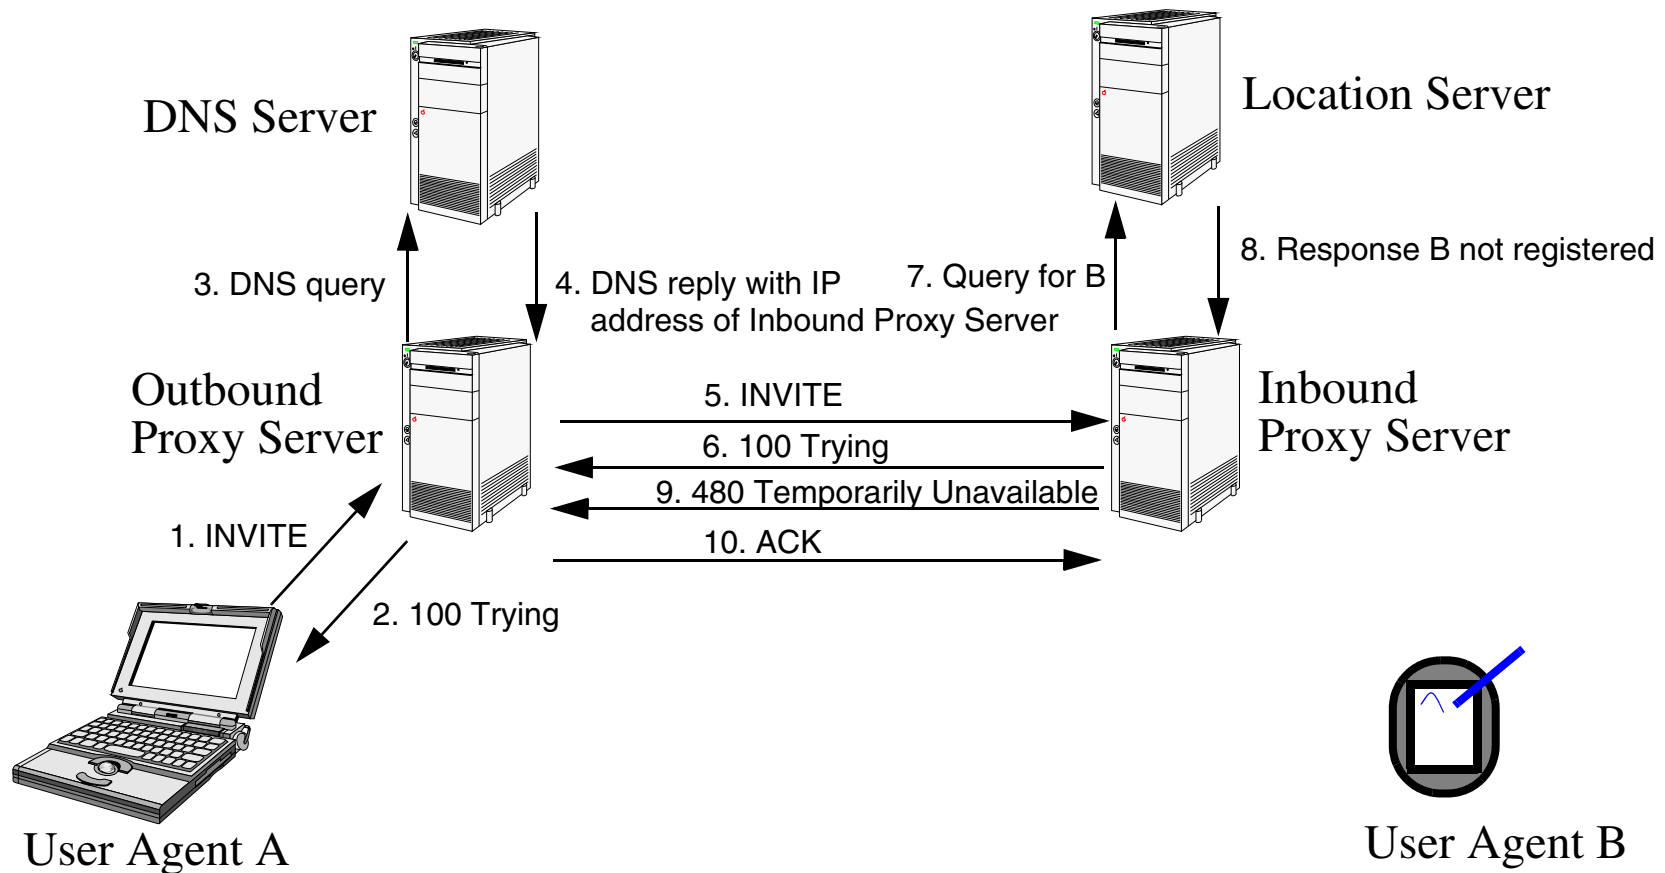 DNS Server
Location Server
3. DNS query
4. DNS reply with IP
address of Inbound Proxy Server
7. Query for B
8. Response B not registered
Outbound
Proxy Server
5. INVITE
6. 100 Trying
9. 480 Temporarily Unavailable
10. ACK
Inbound
Proxy Server
1. INVITE
2. 100 Trying
User Agent A
User Agent B